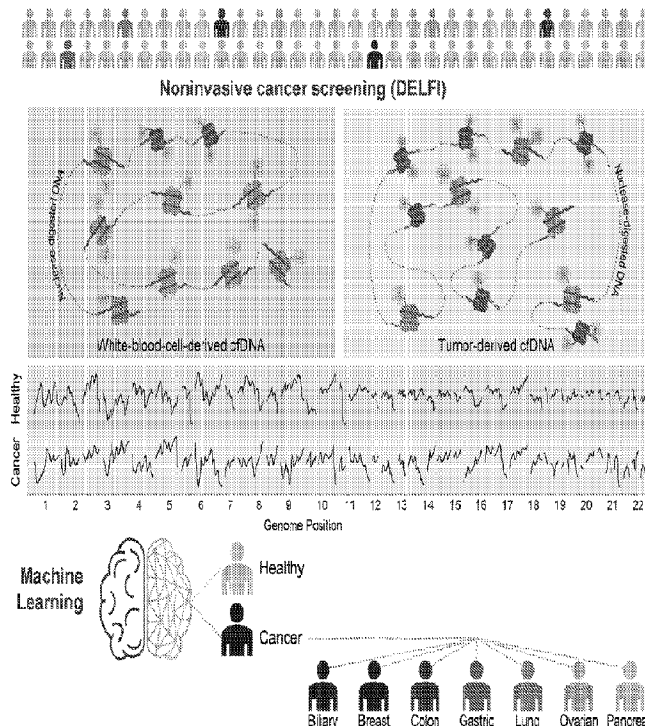 Noninvasive cancer screening (DELFI)
Nuclease-digested DNA
Nuclease-digested DNA
White-blood-cell-derived cfDNA
Tumor-derived cfDNA
Healthy
Cancer
1 2 3 4 5 6 7 8 9 10 11 12 13 14 15 16 17 18 19 20 21 22
Genome Position
Machine
Learning
Healthy
Cancer
Biliary Breast Colon Gastric Lung Ovarian Pancrea